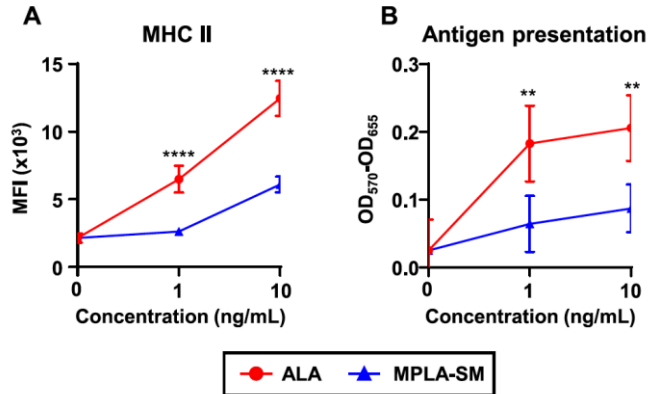 A
MHC II
MFI (x10³)
15
10
5
0
****
****
0
1
10
Concentration (ng/mL)
B
Antigen presentation
OD₅₇₀-OD₆₅₅
0.3
0.2
0.1
0.0
**
**
0
1
10
Concentration (ng/mL)
ALA
MPLA-SM